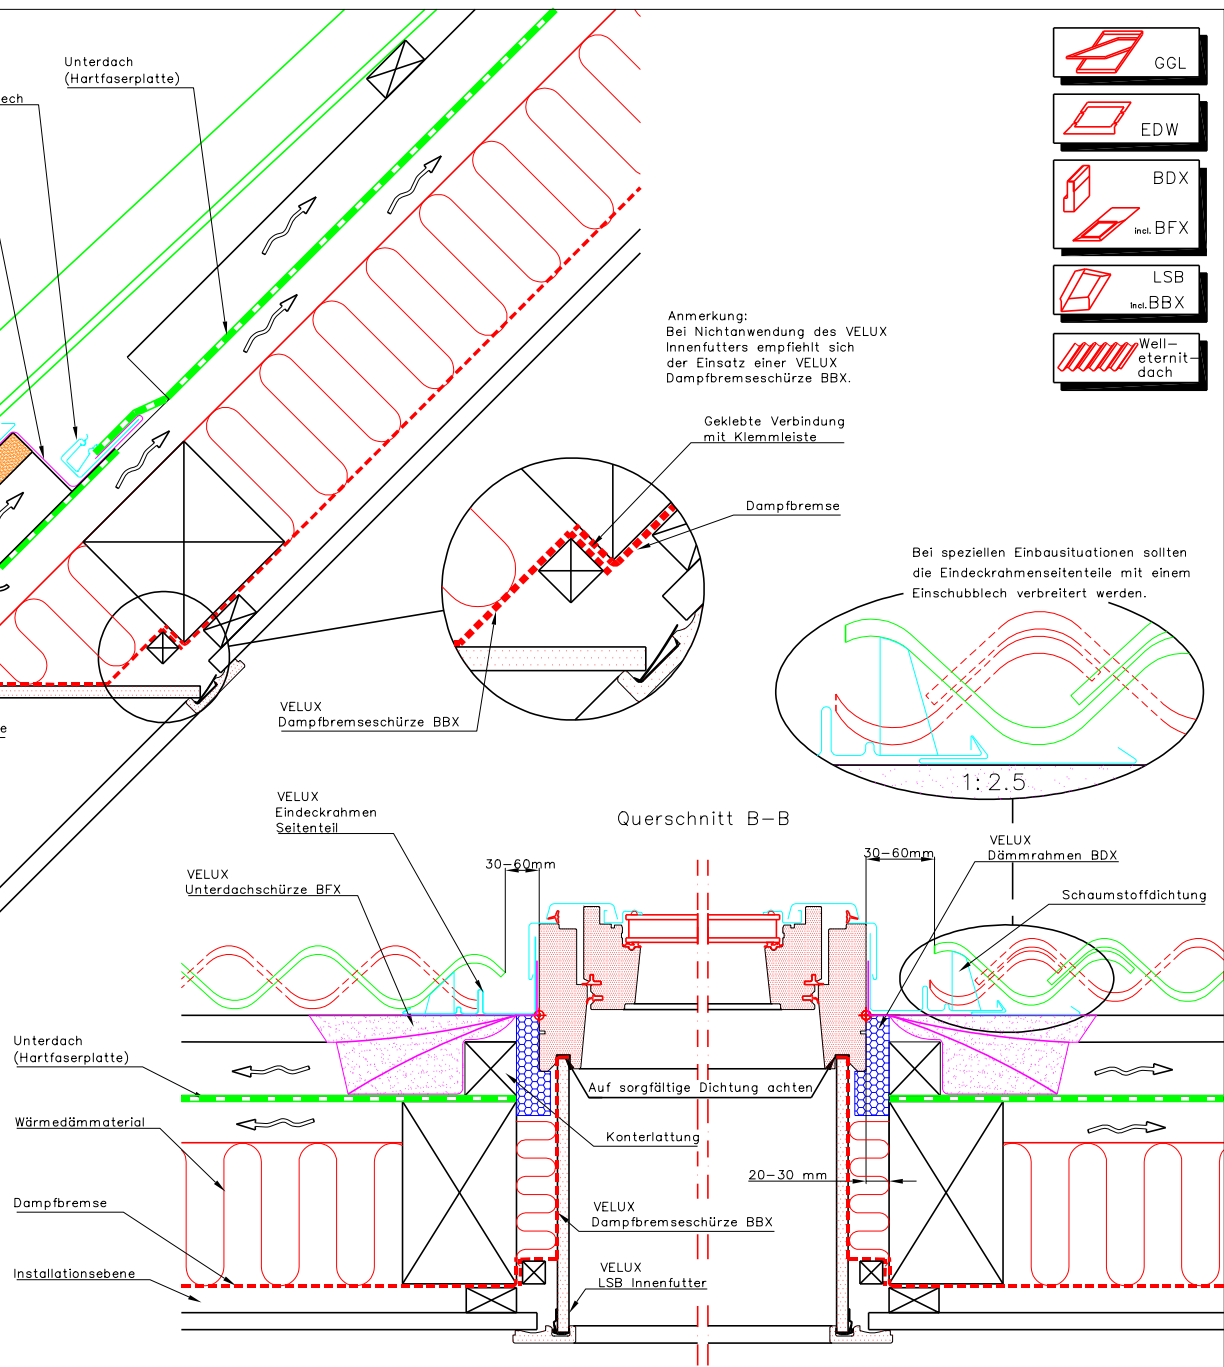 Unterdach
(Hartfaserplatte)
ech
GGL
EDW
BDX
incl. BFX
LSB
incl. BBX
Well-
eternit-
dach
Anmerkung:
Bei Nichtanwendung des VELUX
Innenfutters empfiehlt sich
der Einsatz einer VELUX
Dampfbremseschürze BBX.
Geklebte Verbindung
mit Klemmleiste
Dampfbremse
Bei speziellen Einbausituationen sollten
die Eindeckrahmenseitenteile mit einem
Einschubblech verbreitert werden.
VELUX
Dampfbremseschürze BBX
e
1:2.5
VELUX
Eindeckrahmen
Seitenteil
Querschnitt B-B
VELUX
Dämmrahmen BDX
30-60mm
30-60mm
VELUX
Unterdachschürze BFX
Schaumstoffdichtung
Unterdach
(Hartfaserplatte)
Auf sorgfältige Dichtung achten
Wärmedämmaterial
Konterlattung
20-30 mm
Dampfbremse
VELUX
Dampfbremseschürze BBX
Installationsebene
VELUX
LSB Innenfutter